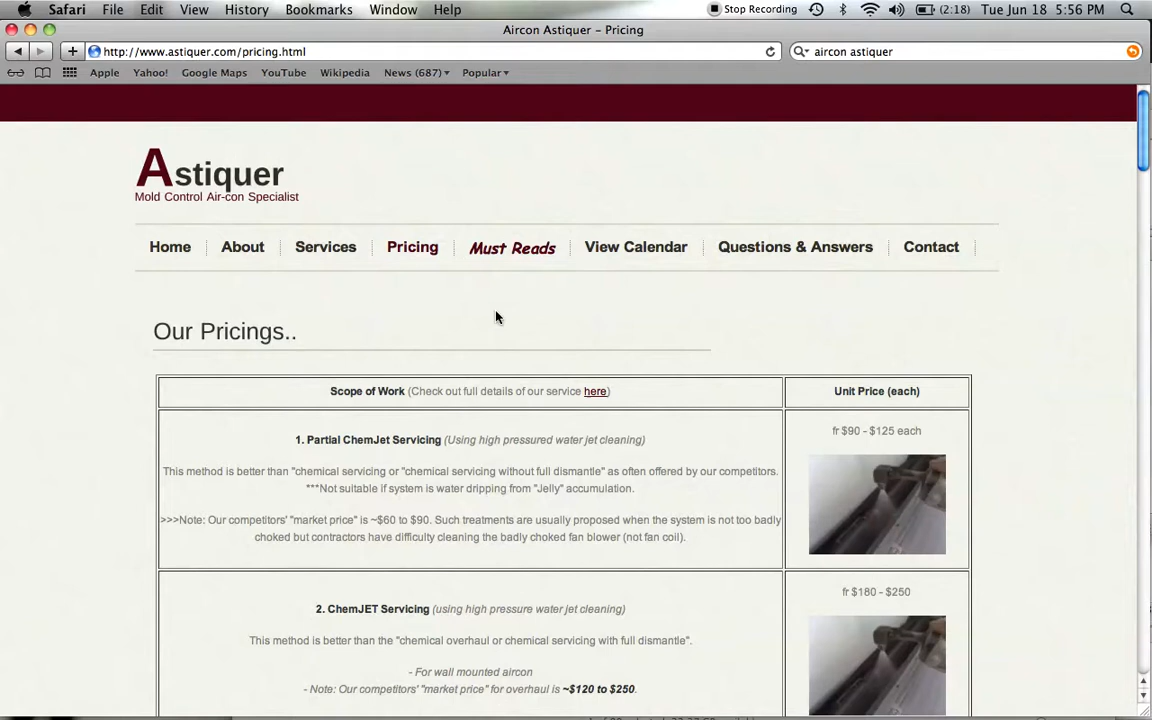 Safari File Edit View History Bookmarks Window Help Stop Recording (2:18) Tue Jun 18 5:56 PM
Aircon Astiquer – Pricing
http://www.astiquer.com/pricing.html aircon astiquer
Apple Yahoo! Google Maps YouTube Wikipedia News (687) Popular
Astiquer
Mold Control Air-con Specialist
Home About Services Pricing Must Reads View Calendar Questions & Answers Contact
Our Pricings..
Scope of Work (Check out full details of our service here) Unit Price (each)
1. Partial ChemJet Servicing (Using high pressured water jet cleaning) fr $90 - $125 each
This method is better than "chemical servicing or "chemical servicing without full dismantle" as often offered by our competitors.
***Not suitable if system is water dripping from "Jelly" accumulation.
>>>Note: Our competitors' "market price" is ~$60 to $90. Such treatments are usually proposed when the system is not too badly
choked but contractors have difficulty cleaning the badly choked fan blower (not fan coil).
2. ChemJET Servicing (using high pressure water jet cleaning) fr $180 - $250
This method is better than the "chemical overhaul or chemical servicing with full dismantle".
- For wall mounted aircon
- Note: Our competitors' "market price" for overhaul is ~$120 to $250.